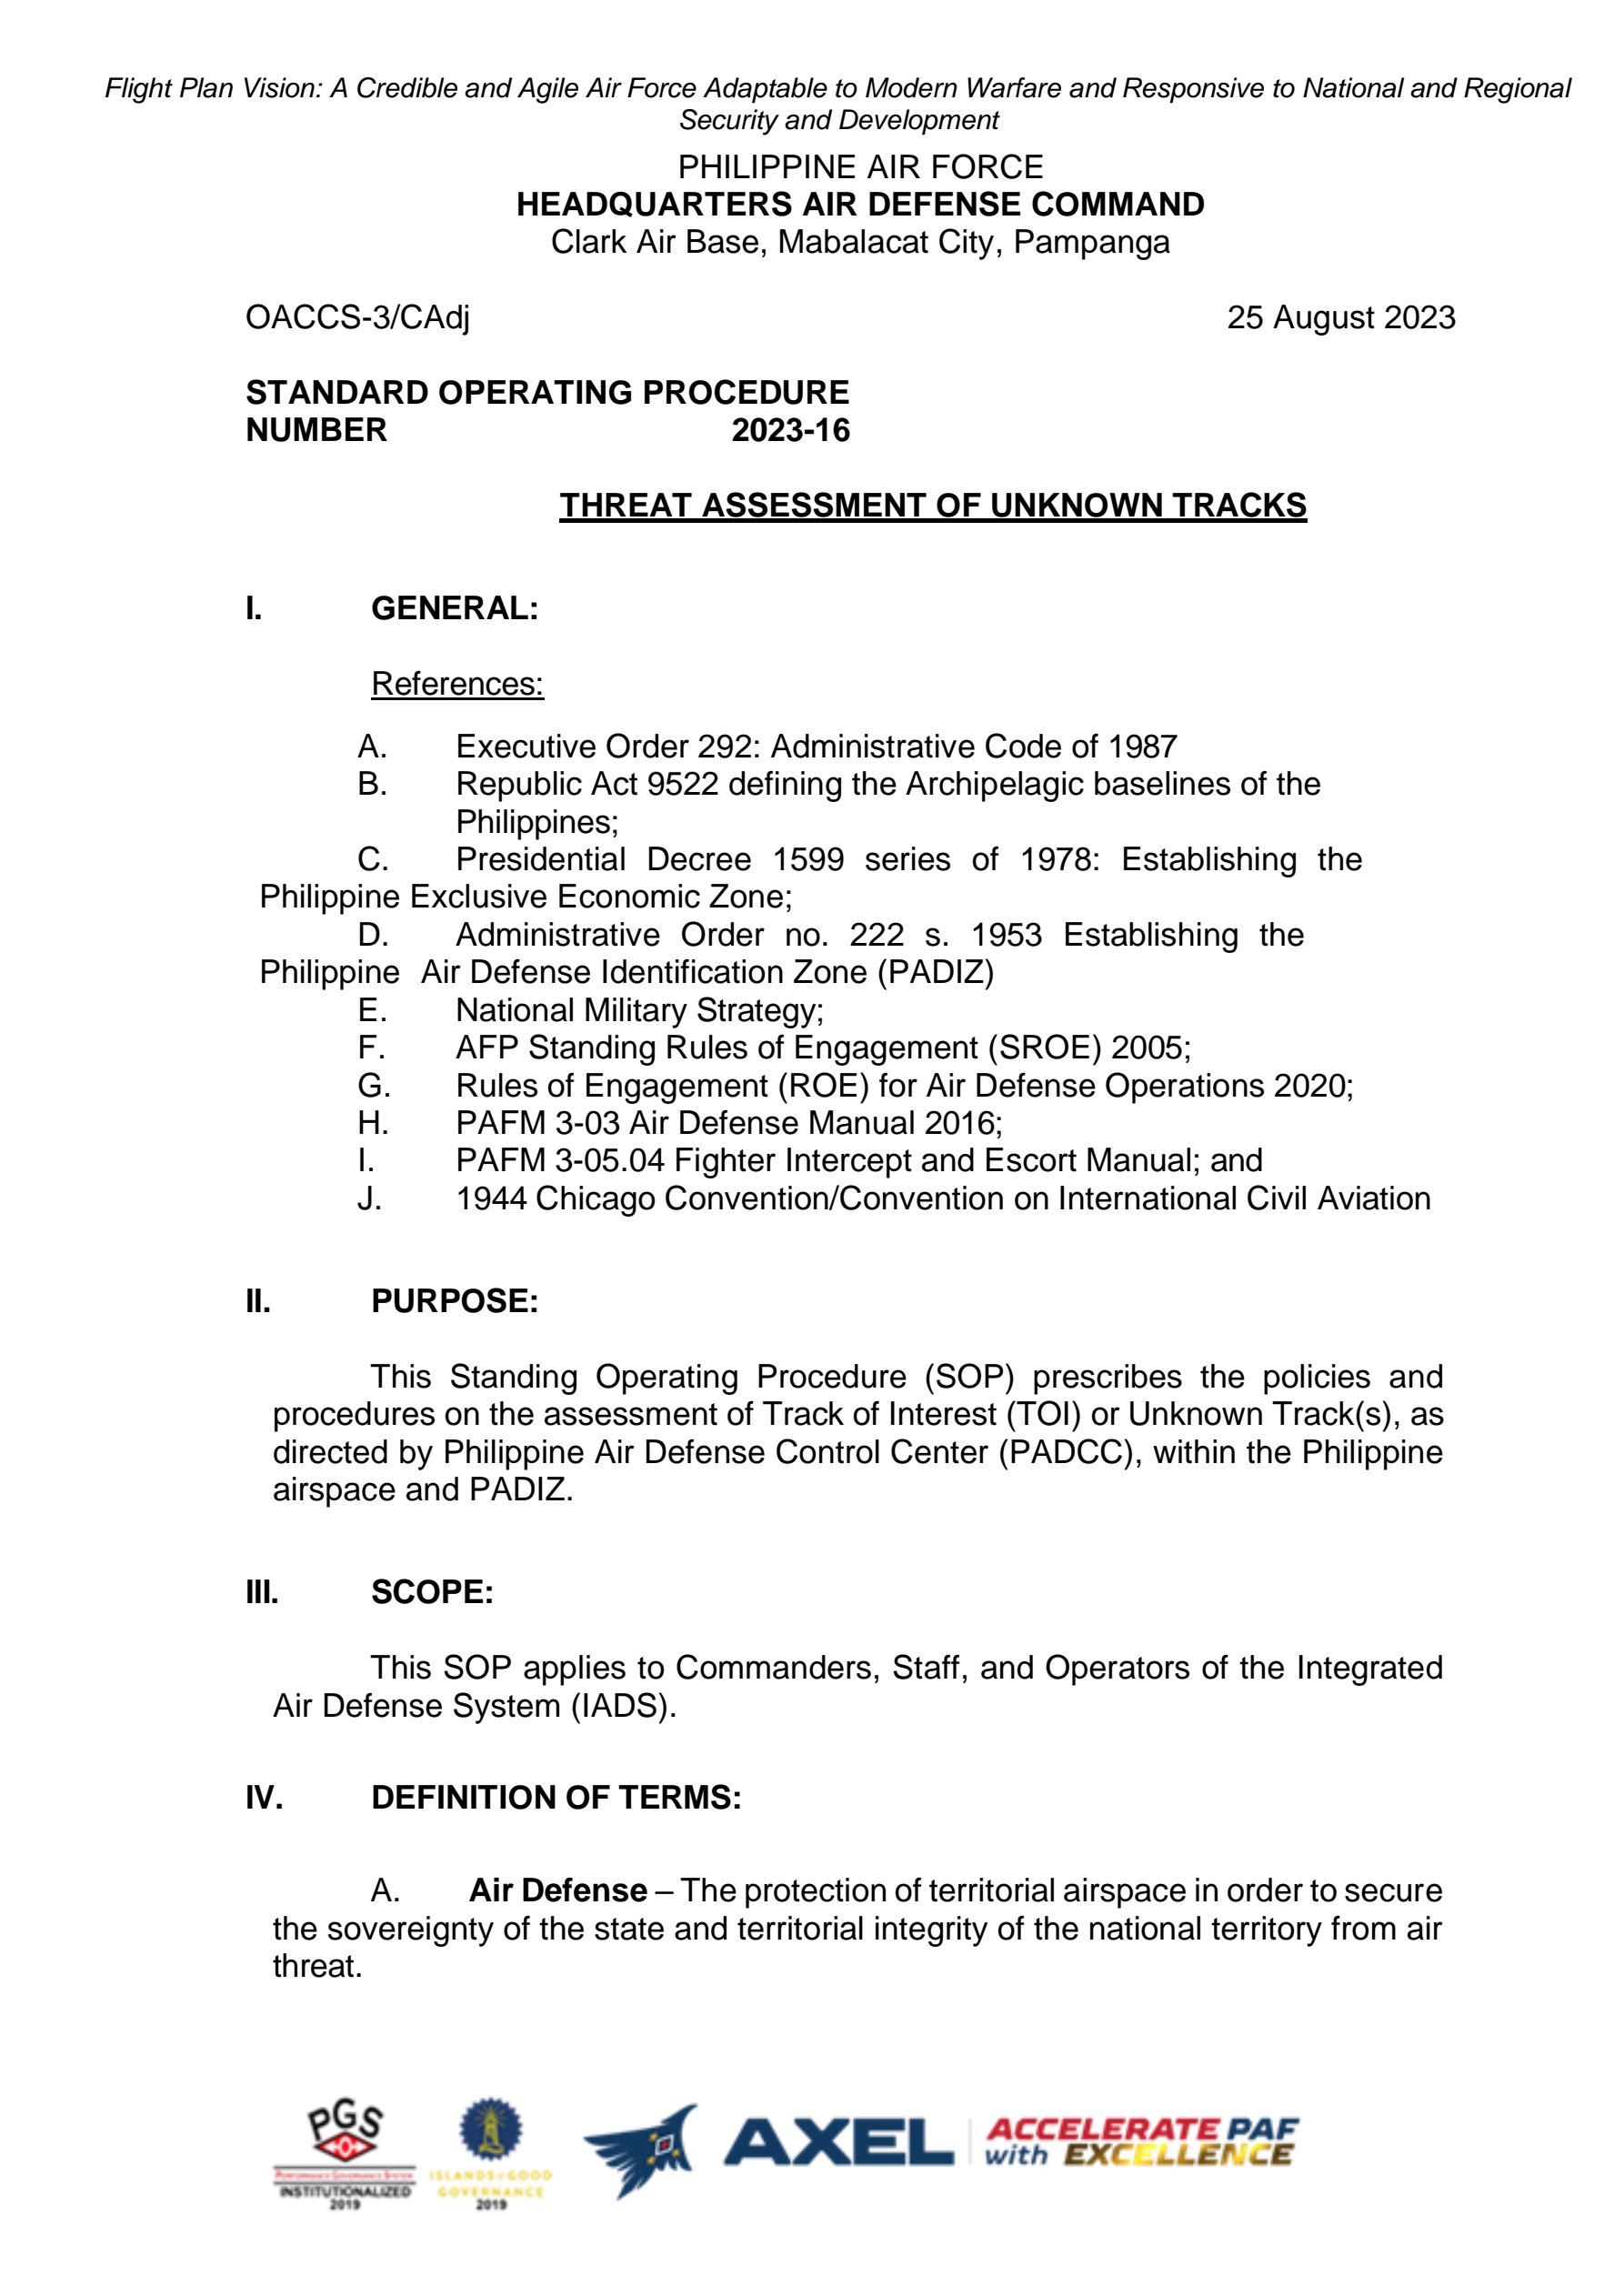 Flight Plan Vision: A Credible and Agile Air Force Adaptable to Modern Warfare and Responsive to National and Regional
Security and Development
PHILIPPINE AIR FORCE
HEADQUARTERS AIR DEFENSE COMMAND
Clark Air Base, Mabalacat City, Pampanga
OACCS-3/CAdj 25 August 2023
STANDARD OPERATING PROCEDURE
NUMBER 2023-16
THREAT ASSESSMENT OF UNKNOWN TRACKS
I. GENERAL:
References:
A. Executive Order 292: Administrative Code of 1987
B. Republic Act 9522 defining the Archipelagic baselines of the
Philippines;
C. Presidential Decree 1599 series of 1978: Establishing the
Philippine Exclusive Economic Zone;
D. Administrative Order no. 222 s. 1953 Establishing the
Philippine Air Defense Identification Zone (PADIZ)
E. National Military Strategy;
F. AFP Standing Rules of Engagement (SROE) 2005;
G. Rules of Engagement (ROE) for Air Defense Operations 2020;
H. PAFM 3-03 Air Defense Manual 2016;
I. PAFM 3-05.04 Fighter Intercept and Escort Manual; and
J. 1944 Chicago Convention/Convention on International Civil Aviation
II. PURPOSE:
This Standing Operating Procedure (SOP) prescribes the policies and
procedures on the assessment of Track of Interest (TOI) or Unknown Track(s), as
directed by Philippine Air Defense Control Center (PADCC), within the Philippine
airspace and PADIZ.
III. SCOPE:
This SOP applies to Commanders, Staff, and Operators of the Integrated
Air Defense System (IADS).
IV. DEFINITION OF TERMS:
A. Air Defense – The protection of territorial airspace in order to secure
the sovereignty of the state and territorial integrity of the national territory from air
threat.
PGS
PERFORMANCE GOVERNANCE SYSTEM
INSTITUTIONALIZED
2019
ISLANDS of GOOD
GOVERNANCE
2019
AXEL
ACCELERATE PAF
with EXCELLENCE